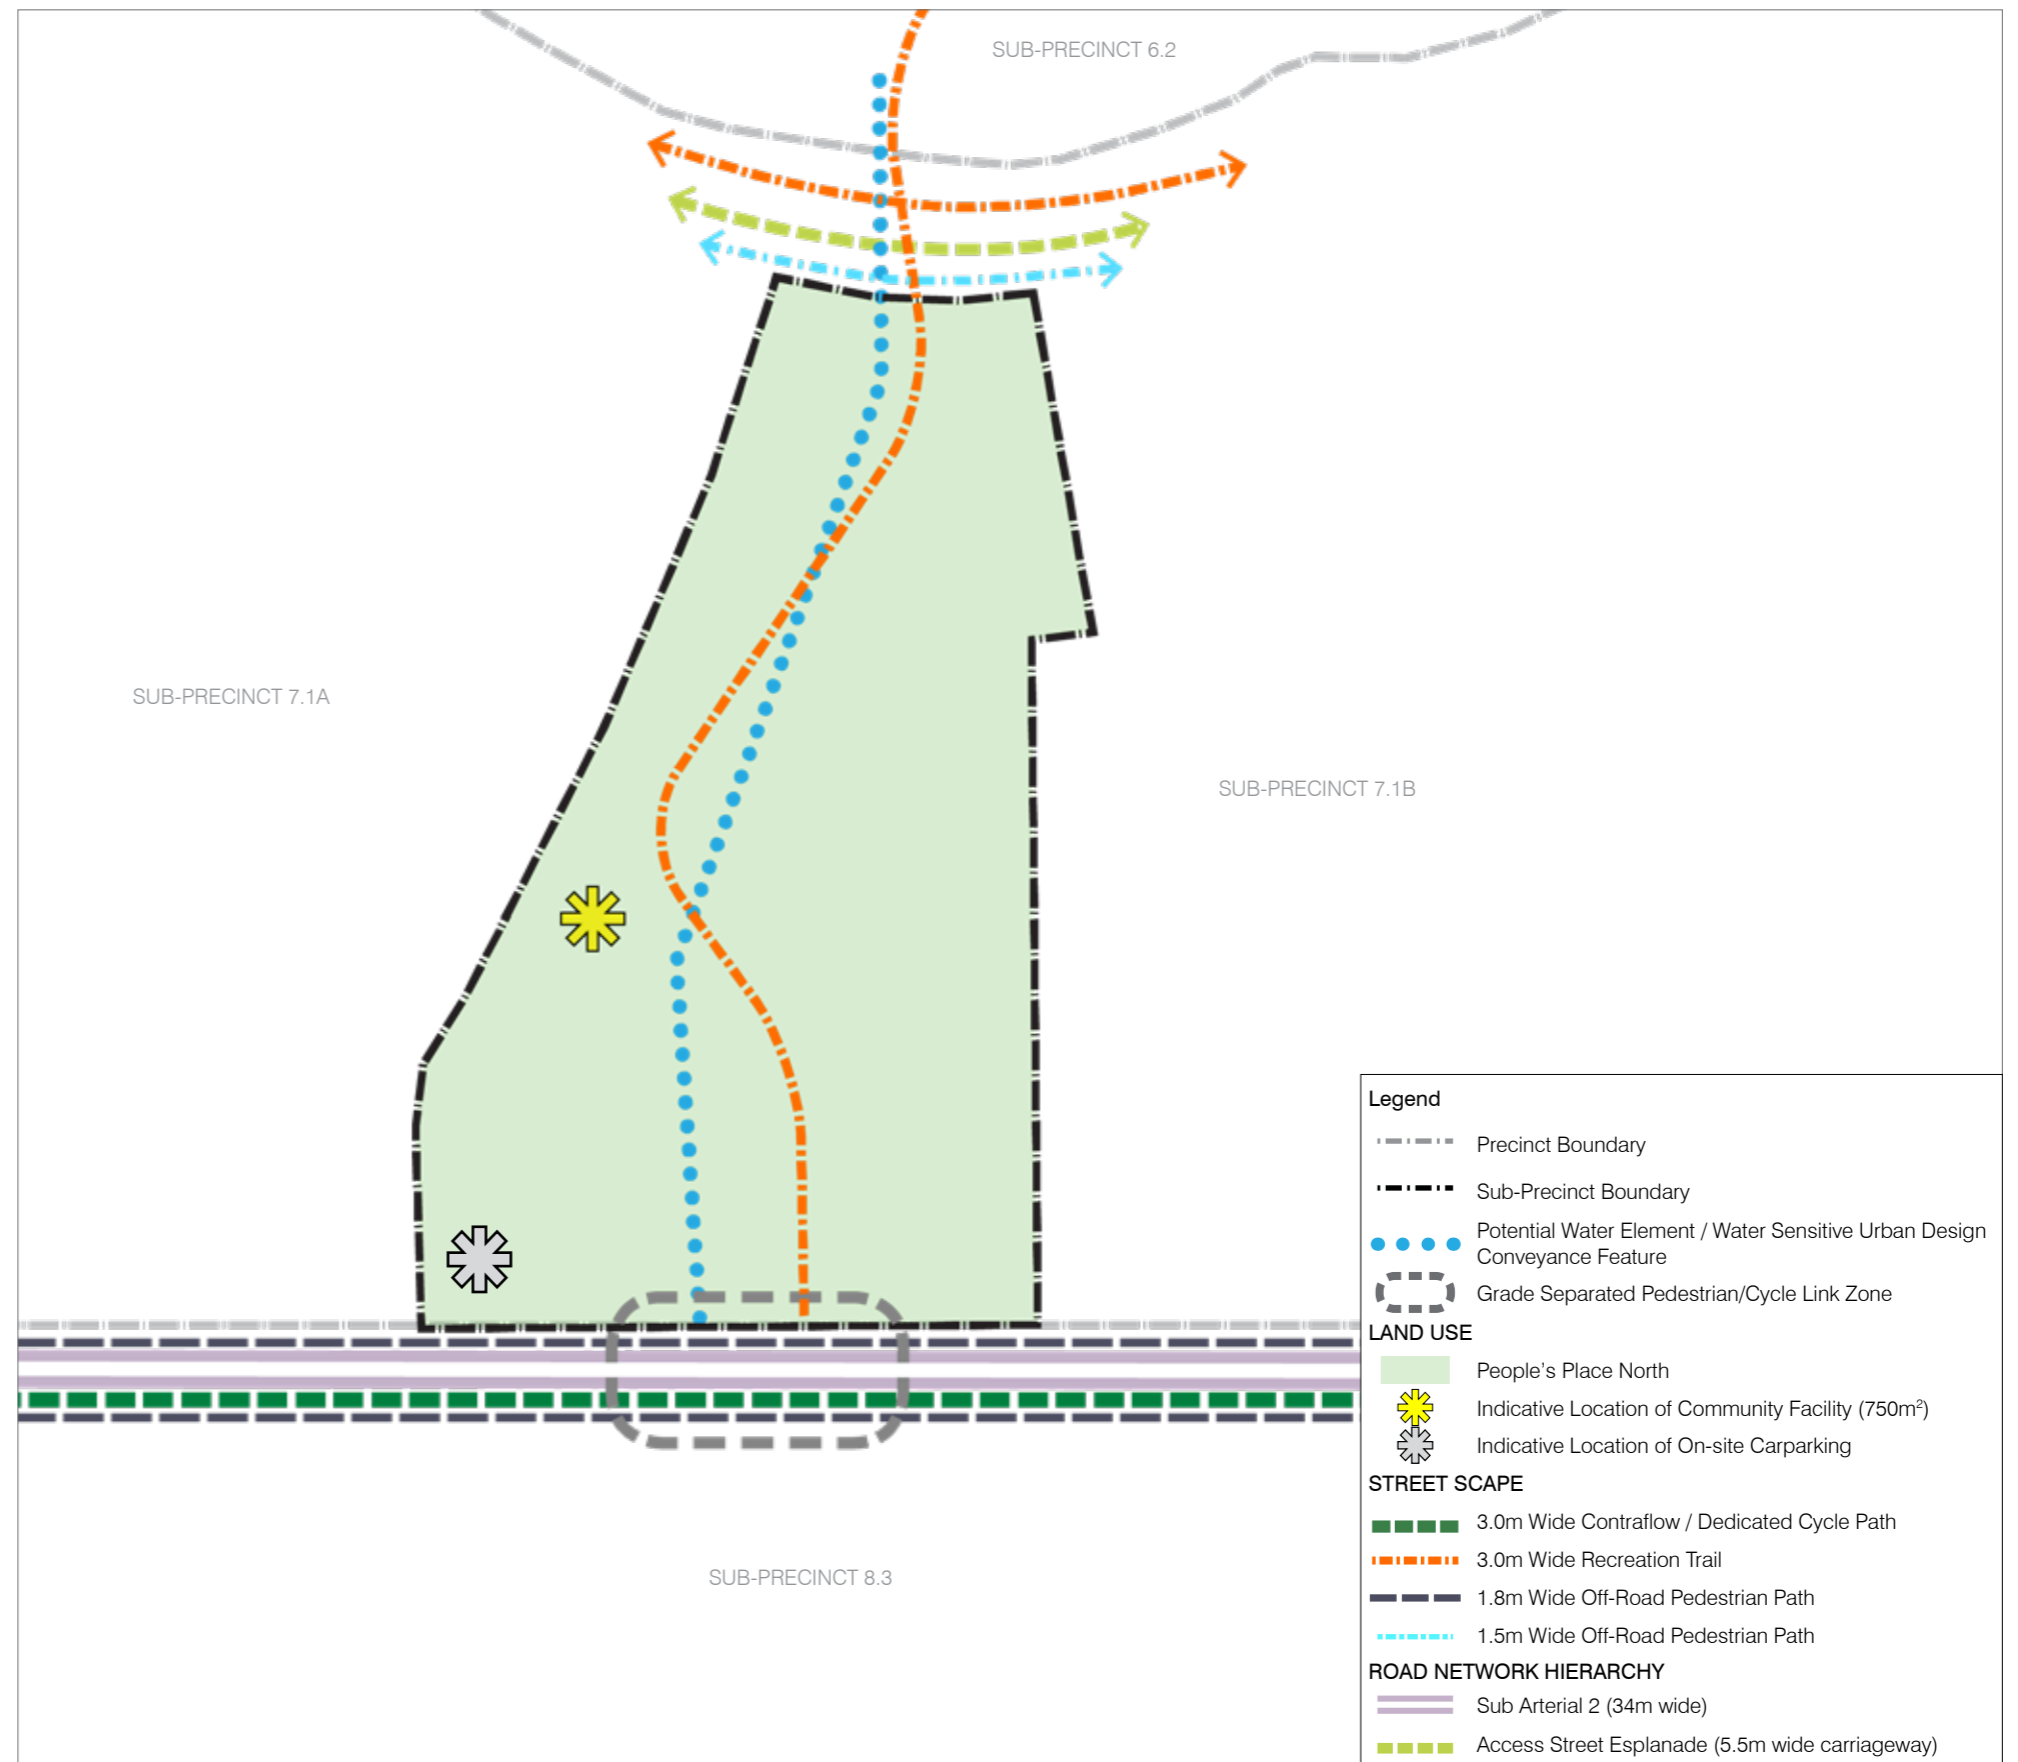 SUB-PRECINCT 6.2
SUB-PRECINCT 7.1A
SUB-PRECINCT 7.1B
SUB-PRECINCT 8.3
Legend
Precinct Boundary
Sub-Precinct Boundary
Potential Water Element / Water Sensitive Urban Design
Conveyance Feature
Grade Separated Pedestrian/Cycle Link Zone
LAND USE
People's Place North
Indicative Location of Community Facility (750m²)
Indicative Location of On-site Carparking
STREET SCAPE
3.0m Wide Contraflow / Dedicated Cycle Path
3.0m Wide Recreation Trail
1.8m Wide Off-Road Pedestrian Path
1.5m Wide Off-Road Pedestrian Path
ROAD NETWORK HIERARCHY
Sub Arterial 2 (34m wide)
Access Street Esplanade (5.5m wide carriageway)